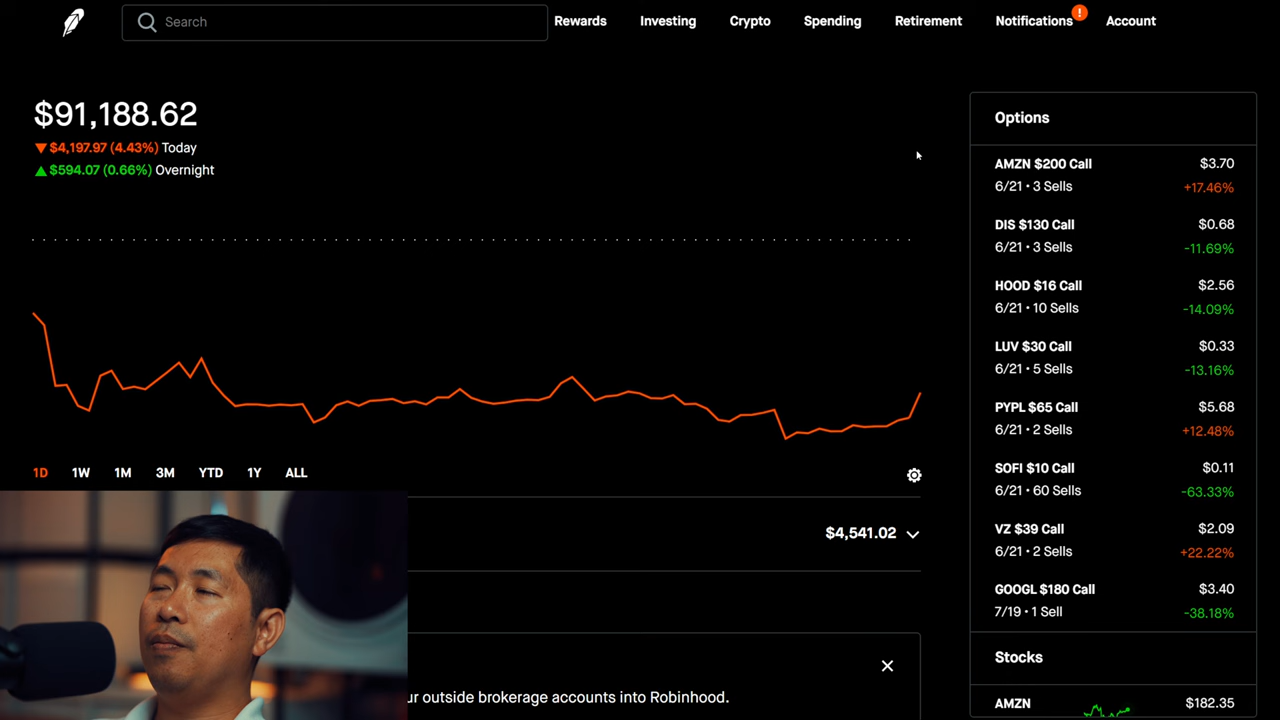 Search
Rewards
Investing
Crypto
Spending
Retirement
Notifications
!
Account
$91,188.62
$4,197.97 (4.43%) Today
$594.07 (0.66%) Overnight
1D 1W 1M 3M YTD 1Y ALL
$4,541.02
ur outside brokerage accounts into Robinhood.
Options
AMZN $200 Call $3.70
6/21 • 3 Sells +17.46%
DIS $130 Call $0.68
6/21 • 3 Sells -11.69%
HOOD $16 Call $2.56
6/21 • 10 Sells -14.09%
LUV $30 Call $0.33
6/21 • 5 Sells -13.16%
PYPL $65 Call $5.68
6/21 • 2 Sells +12.48%
SOFI $10 Call $0.11
6/21 • 60 Sells -63.33%
VZ $39 Call $2.09
6/21 • 2 Sells +22.22%
GOOGL $180 Call $3.40
7/19 • 1 Sell -38.18%
Stocks
AMZN $182.35